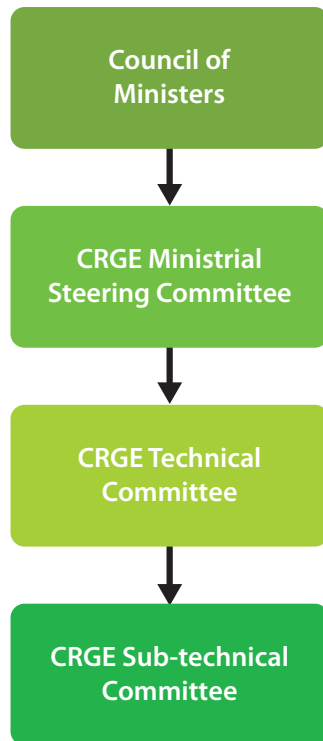 Council of
Ministers
CRGE Ministrial
Steering Committee
CRGE Technical
Committee
CRGE Sub-technical
Committee